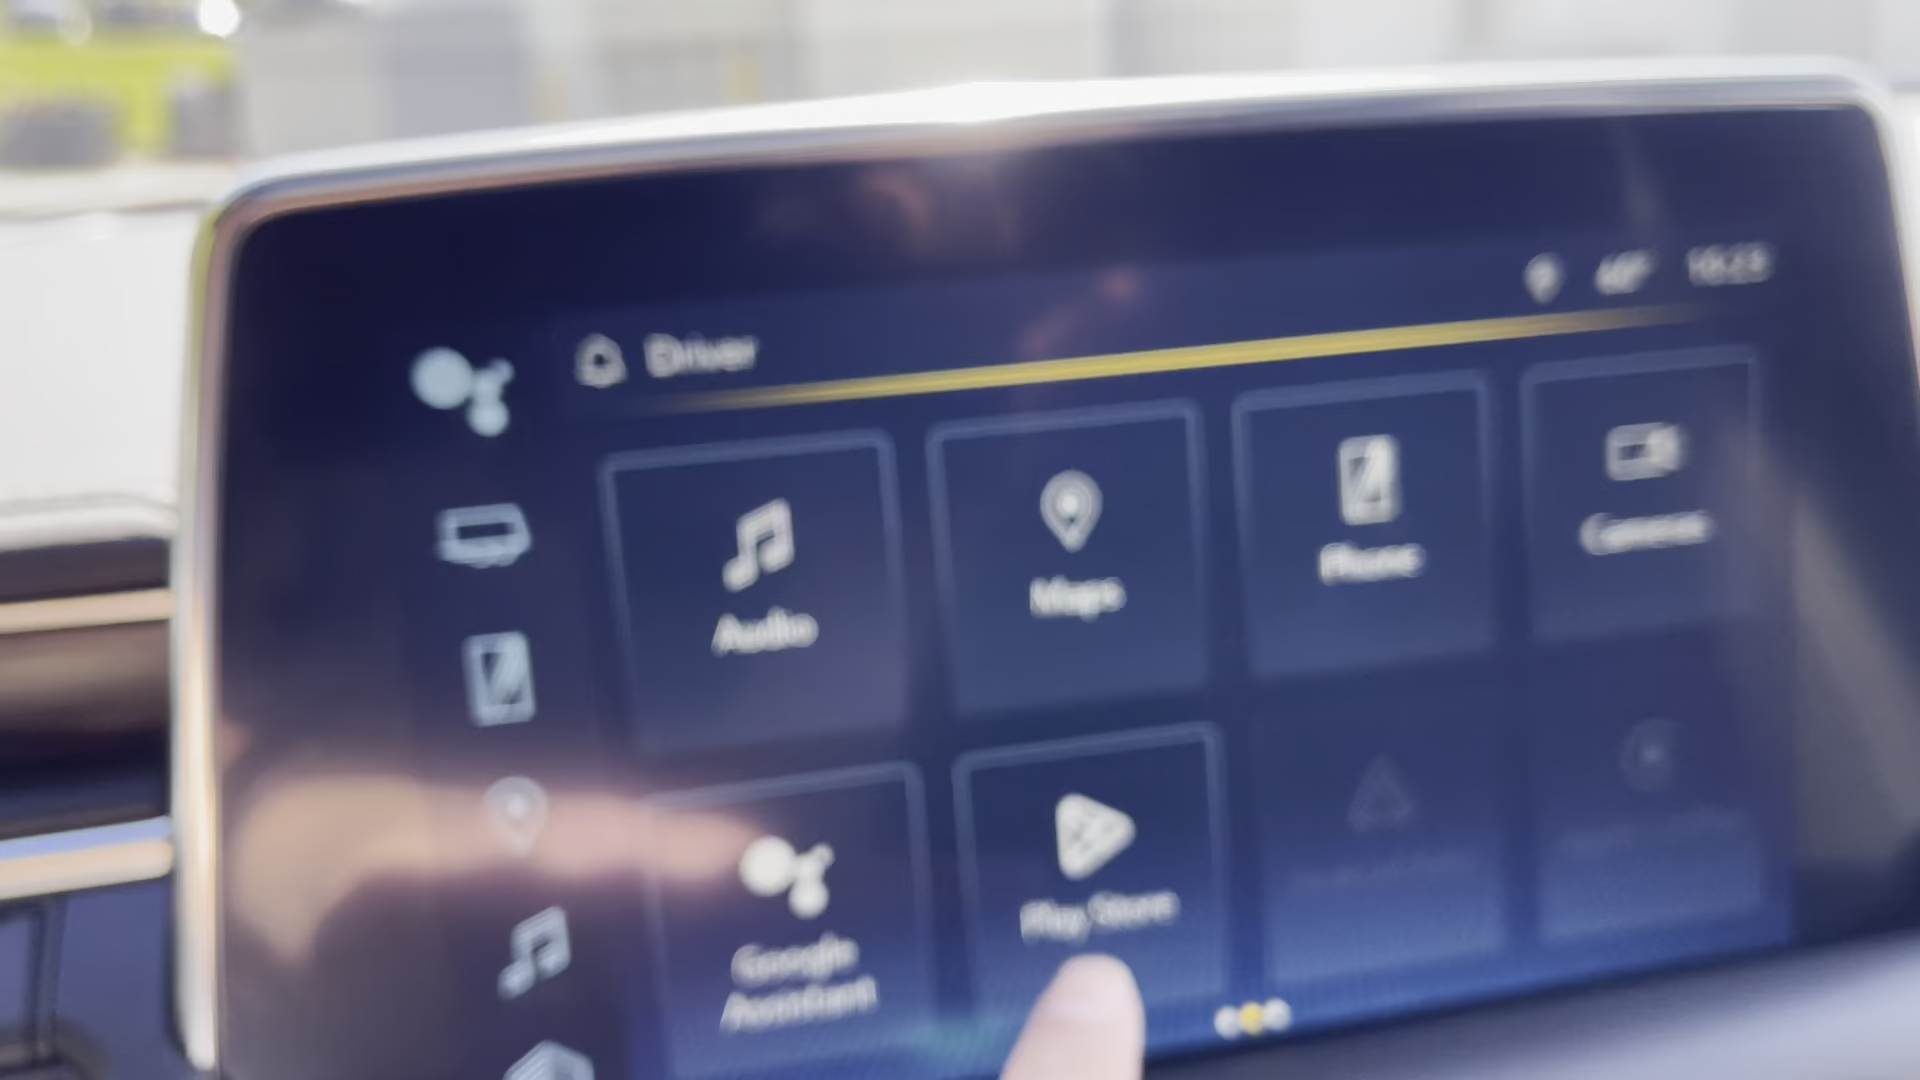 Driver
Audio
Maps
Phone
Camera
Google
Assistant
Play Store